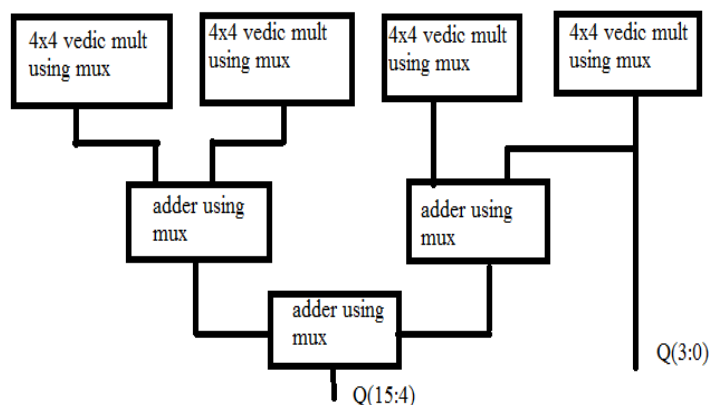 4x4 vedic mult
using mux
4x4 vedic mult
using mux
4x4 vedic mult
using mux
4x4 vedic mult
using mux
adder using
mux
adder using
mux
adder using
mux
Q(3:0)
Q(15:4)